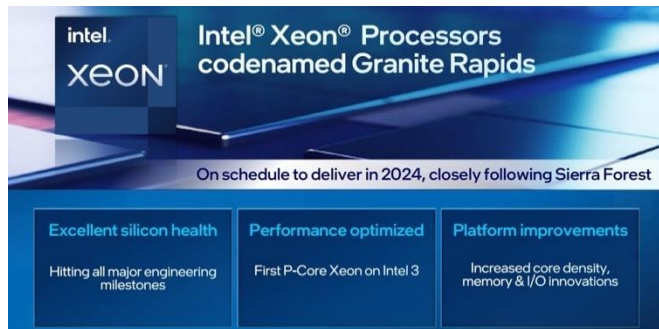 intel.
xeon
Intel® Xeon® Processors
codenamed Granite Rapids
On schedule to deliver in 2024, closely following Sierra Forest
Excellent silicon health
Hitting all major engineering
milestones
Performance optimized
First P-Core Xeon on Intel 3
Platform improvements
Increased core density,
memory & I/O innovations